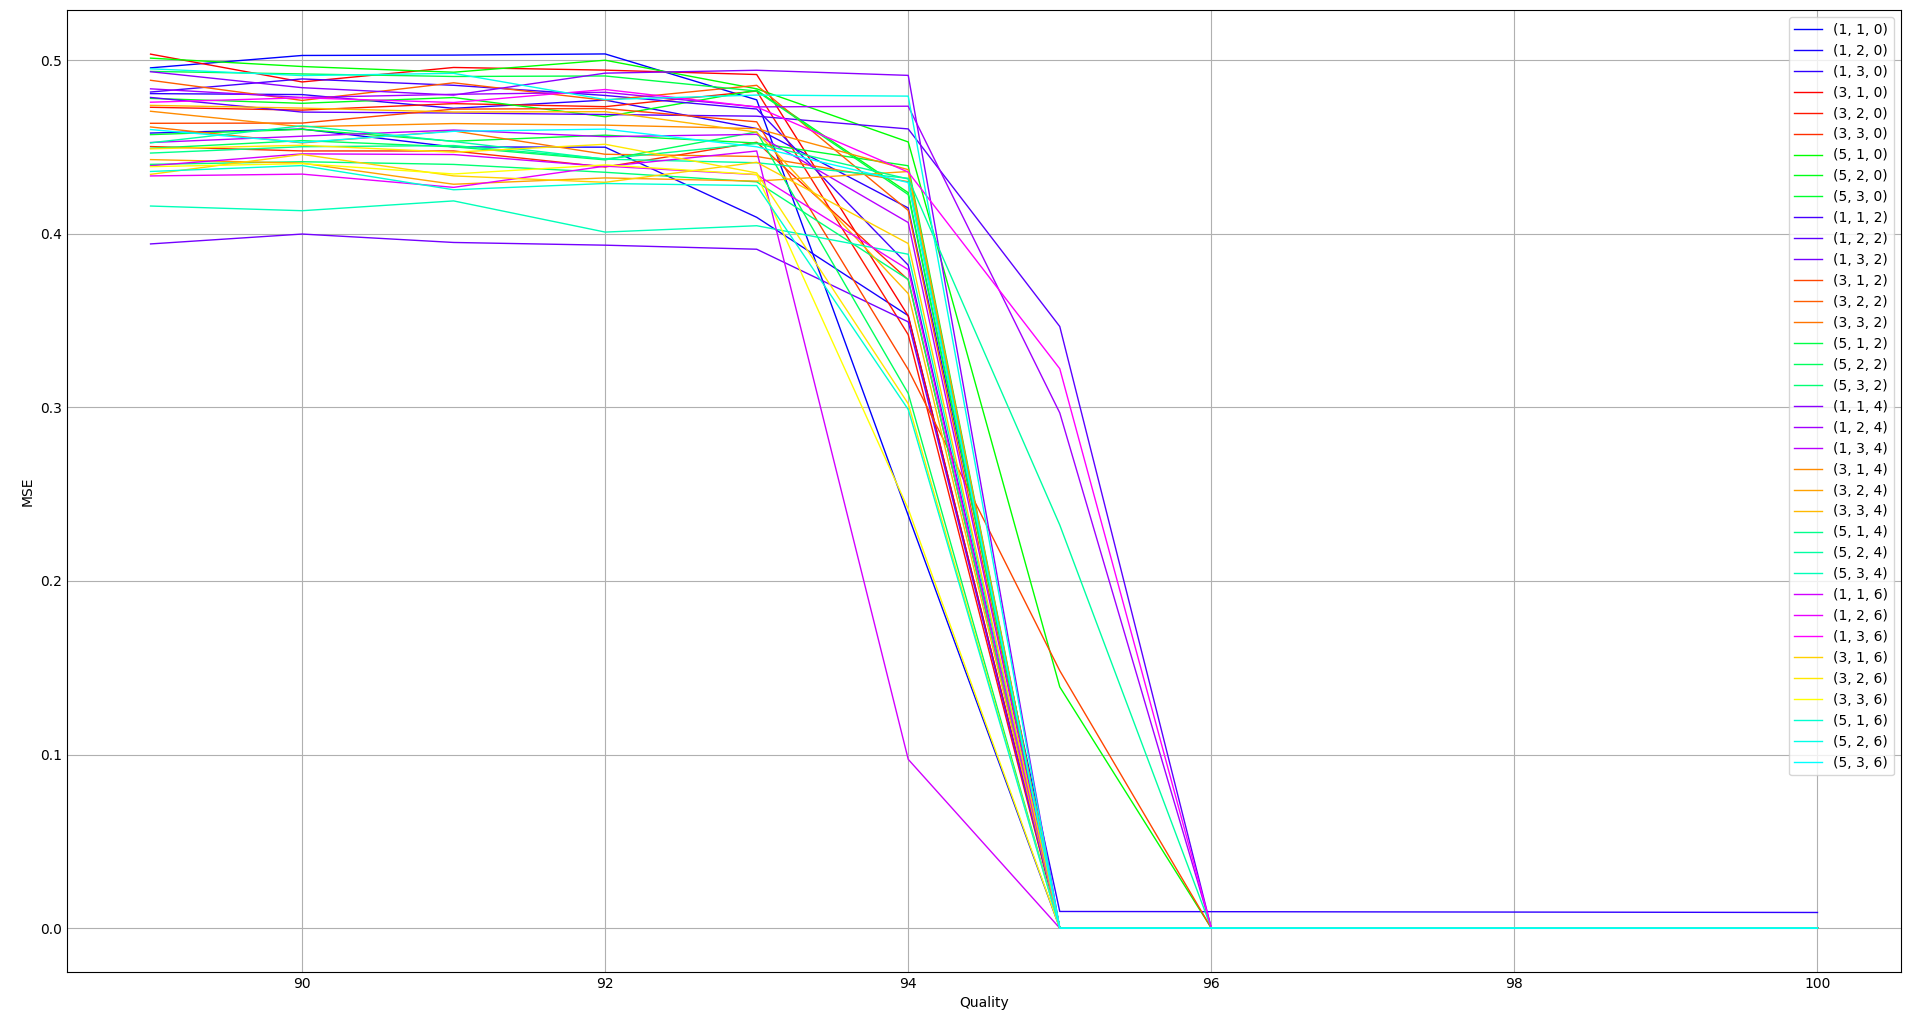 0.5
0.4
0.3
0.2
0.1
0.0
MSE
90 92 94 96 98 100
Quality
(1, 1, 0)
(1, 2, 0)
(1, 3, 0)
(3, 1, 0)
(3, 2, 0)
(3, 3, 0)
(5, 1, 0)
(5, 2, 0)
(5, 3, 0)
(1, 1, 2)
(1, 2, 2)
(1, 3, 2)
(3, 1, 2)
(3, 2, 2)
(3, 3, 2)
(5, 1, 2)
(5, 2, 2)
(5, 3, 2)
(1, 1, 4)
(1, 2, 4)
(1, 3, 4)
(3, 1, 4)
(3, 2, 4)
(3, 3, 4)
(5, 1, 4)
(5, 2, 4)
(5, 3, 4)
(1, 1, 6)
(1, 2, 6)
(1, 3, 6)
(3, 1, 6)
(3, 2, 6)
(3, 3, 6)
(5, 1, 6)
(5, 2, 6)
(5, 3, 6)